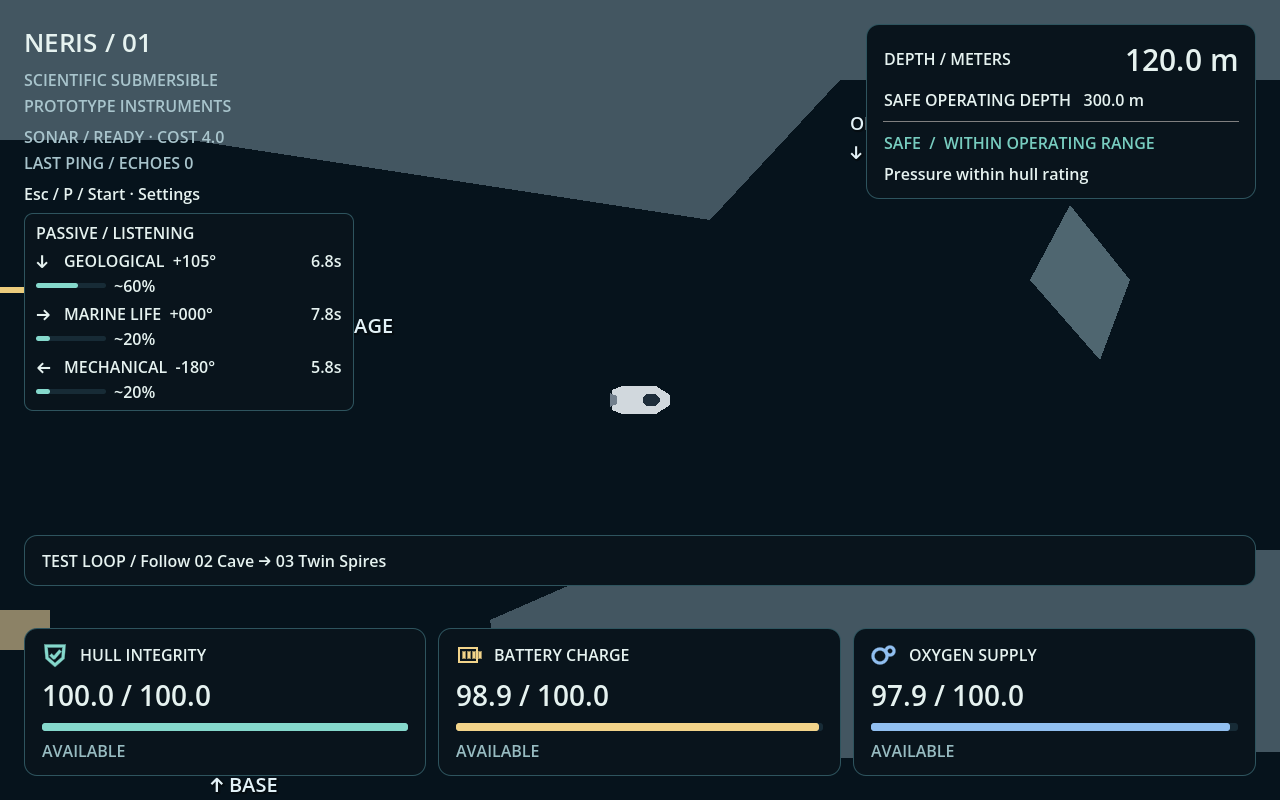 NERIS / 01
SCIENTIFIC SUBMERSIBLE
PROTOTYPE INSTRUMENTS
SONAR / READY · COST 4.0
LAST PING / ECHOES 0
Esc / P / Start · Settings
PASSIVE / LISTENING
↓ GEOLOGICAL +105° 6.8s
~60%
→ MARINE LIFE +000° 7.8s
~20%
← MECHANICAL -180° 5.8s
~20%
AGE
DEPTH / METERS 120.0 m
SAFE OPERATING DEPTH 300.0 m
SAFE / WITHIN OPERATING RANGE
Pressure within hull rating
↓
TEST LOOP / Follow 02 Cave → 03 Twin Spires
HULL INTEGRITY
100.0 / 100.0
AVAILABLE
BATTERY CHARGE
98.9 / 100.0
AVAILABLE
OXYGEN SUPPLY
97.9 / 100.0
AVAILABLE
↑ BASE